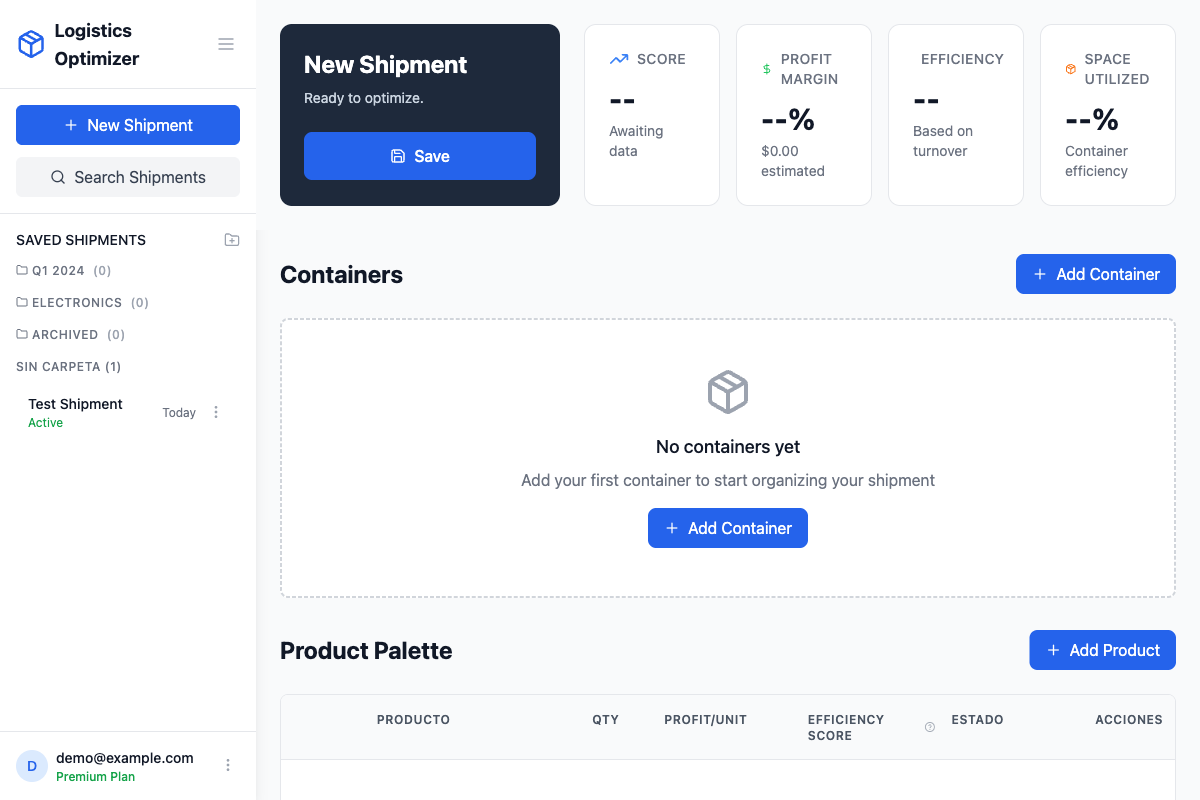 Logistics
Optimizer
New Shipment
Search Shipments
SAVED SHIPMENTS
Q1 2024 (0)
ELECTRONICS (0)
ARCHIVED (0)
SIN CARPETA (1)
Test Shipment
Active
Today
D
demo@example.com
Premium Plan
New Shipment
Ready to optimize.
Save
SCORE
--
Awaiting
data
$
PROFIT
MARGIN
--%
$0.00
estimated
EFFICIENCY
--
Based on
turnover
SPACE
UTILIZED
--%
Container
efficiency
Containers
Add Container
No containers yet
Add your first container to start organizing your shipment
Add Container
Product Palette
Add Product
PRODUCTO
QTY
PROFIT/UNIT
EFFICIENCY
SCORE
ESTADO
ACCIONES